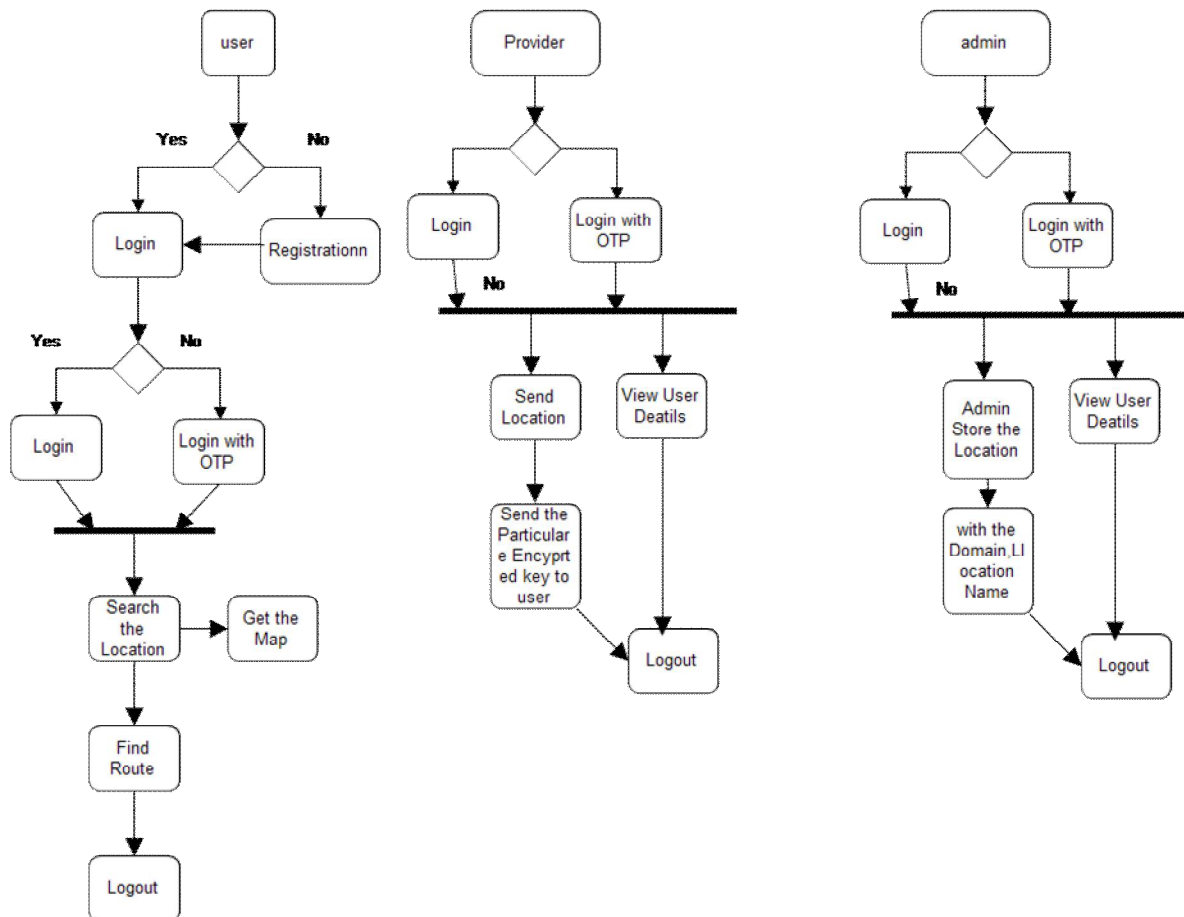 user
Yes
No
Login
Registrationn
Yes
No
Login
Login with
OTP
Search
the
Location
Get the
Map
Find
Route
Logout
Provider
Login
Login with
OTP
No
Send
Location
View User
Deatils
Send the
Particular
e Encyprt
ted key to
user
Logout
admin
Login
Login with
OTP
No
Admin
Store the
Location
View User
Deatils
with the
Domain,Ll
ocation
Name
Logout